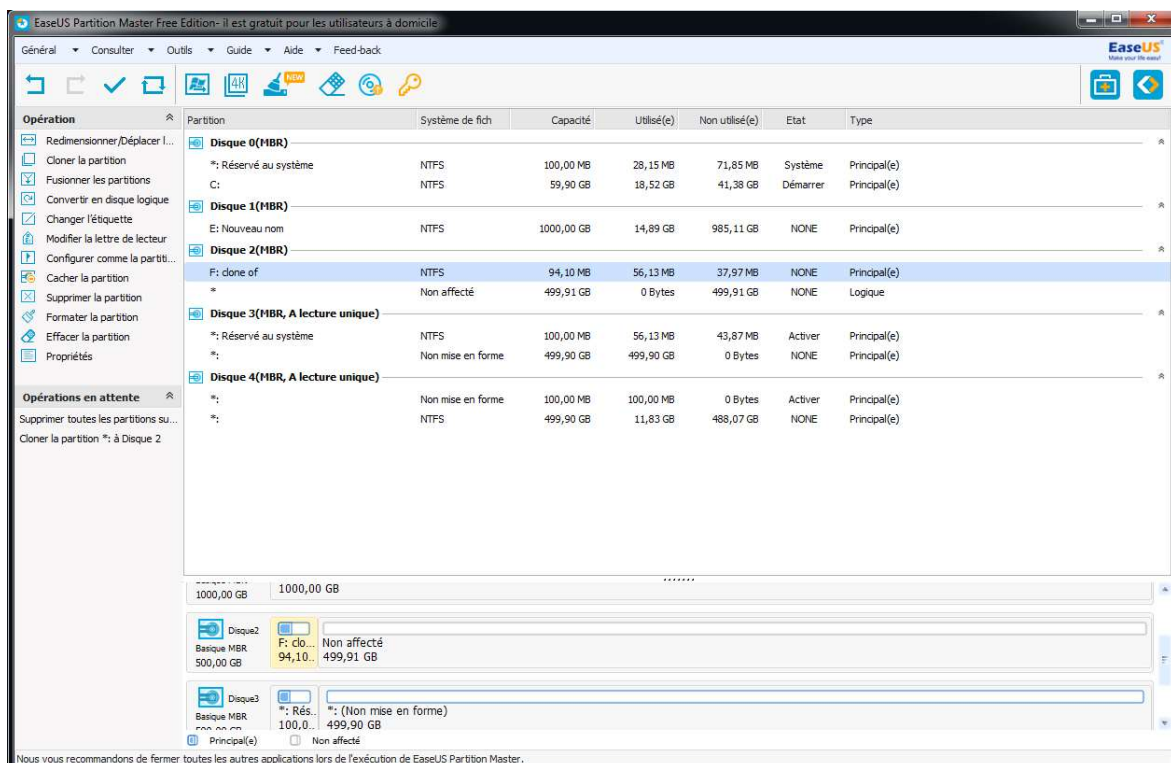 EaseUS Partition Master Free Edition- il est gratuit pour les utilisateurs à domicile
Général Consulter Outils Guide Aide Feed-back
EaseUS
Make your life easy!
NEW
4K
Opération
Redimensionner/Déplacer l...
Cloner la partition
Fusionner les partitions
Convertir en disque logique
Changer l'étiquette
Modifier la lettre de lecteur
Configurer comme la partiti...
Cacher la partition
Supprimer la partition
Formater la partition
Effacer la partition
Propriétés
Opérations en attente
Supprimer toutes les partitions su...
Cloner la partition *: à Disque 2
Partition Système de fich Capacité Utilisé(e) Non utilisé(e) Etat Type
Disque 0(MBR)
*: Réservé au système NTFS 100,00 MB 28,15 MB 71,85 MB Système Principal(e)
C: NTFS 59,90 GB 18,52 GB 41,38 GB Démarrer Principal(e)
Disque 1(MBR)
E: Nouveau nom NTFS 1000,00 GB 14,89 GB 985,11 GB NONE Principal(e)
Disque 2(MBR)
F: clone of NTFS 94,10 MB 56,13 MB 37,97 MB NONE Principal(e)
* Non affecté 499,91 GB 0 Bytes 499,91 GB NONE Logique
Disque 3(MBR, A lecture unique)
*: Réservé au système NTFS 100,00 MB 56,13 MB 43,87 MB Activer Principal(e)
*: Non mise en forme 499,90 GB 499,90 GB 0 Bytes NONE Principal(e)
Disque 4(MBR, A lecture unique)
*: Non mise en forme 100,00 MB 100,00 MB 0 Bytes Activer Principal(e)
*: NTFS 499,90 GB 11,83 GB 488,07 GB NONE Principal(e)
1000,00 GB
1000,00 GB
Disque2
Basique MBR
500,00 GB
F: clo...
94,10..
Non affecté
499,91 GB
Disque3
Basique MBR
*: Rés..
100,0..
*: (Non mise en forme)
499,90 GB
Principal(e) Non affecté
Nous vous recommandons de fermer toutes les autres applications lors de l'exécution de EaseUS Partition Master.